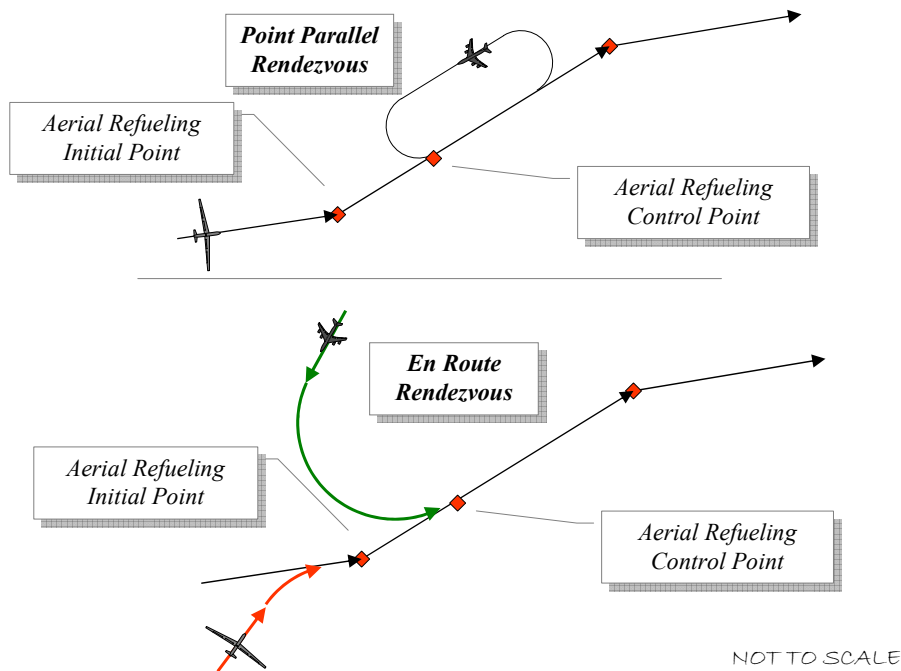 Point Parallel
Rendezvous
Aerial Refueling
Initial Point
Aerial Refueling
Control Point
En Route
Rendezvous
Aerial Refueling
Initial Point
Aerial Refueling
Control Point
NOT TO SCALE